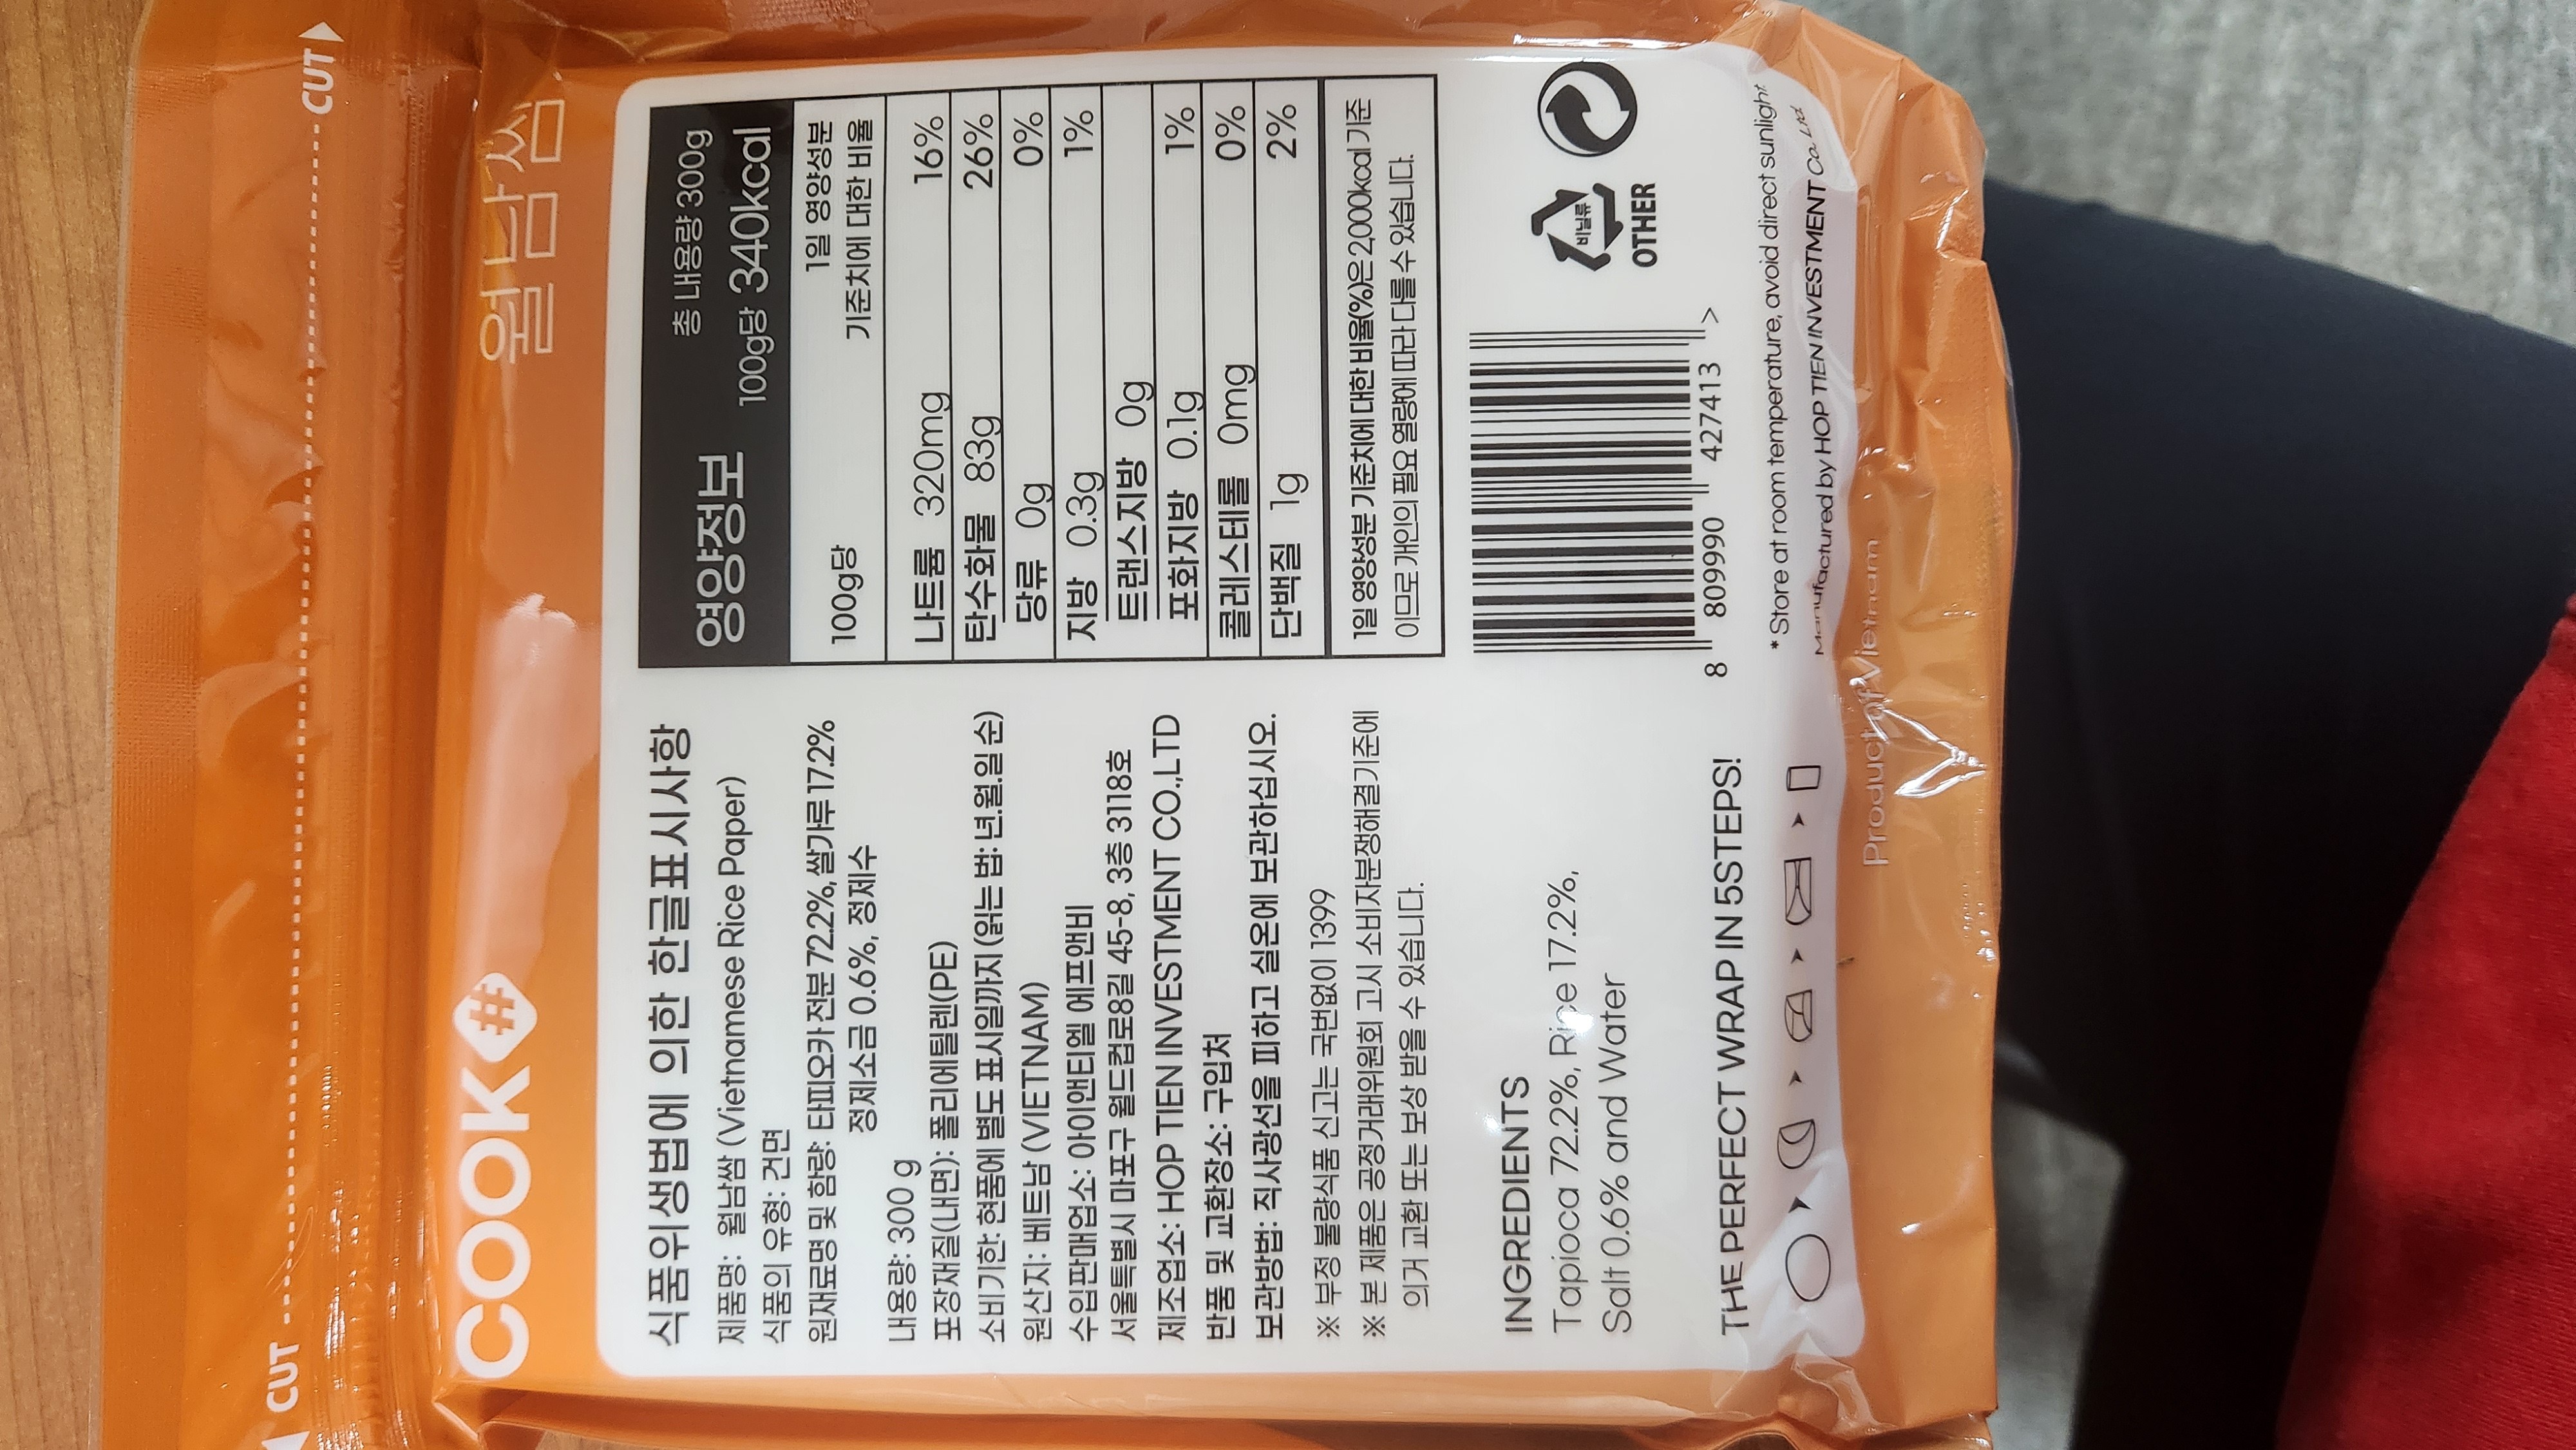 CUT
CUT
COOK#
월남쌈
식품위생법에 의한 한글표시사항
제품명: 월남쌈 (Vietnamese Rice Paper)
식품의 유형: 건면
원재료명 및 함량: 타피오카전분 72.2%, 쌀가루 17.2%
정제소금 0.6%, 정제수
내용량: 300 g
포장재질(내면): 폴리에틸렌(PE)
소비기한: 현품에 별도 표시일까지 (읽는 법: 년.월.일 순)
원산지: 베트남 (VIETNAM)
수입판매업소: 아이앤티엘 에프앤비
서울특별시 마포구 월드컵로8길 45-8, 3층 3118호
제조업소: HOP TIEN INVESTMENT CO.,LTD
반품 및 교환장소: 구입처
보관방법: 직사광선을 피하고 실온에 보관하십시오.
※ 부정 불량식품 신고는 국번없이 1399
※ 본 제품은 공정거래위원회 고시 소비자분쟁해결기준에
의거 교환 또는 보상 받을 수 있습니다.
영양정보
총 내용량 300g
100g당 340kcal
100g당
1일 영양성분
기준치에 대한 비율
나트륨 320mg 16%
탄수화물 83g 26%
당류 0g 0%
지방 0.3g 1%
트랜스지방 0g
포화지방 0.1g 1%
콜레스테롤 0mg 0%
단백질 1g 2%
1일 영양성분 기준치에 대한 비율(%)은 2,000kcal 기준
이므로 개인의 필요 열량에 따라 다를 수 있습니다.
INGREDIENTS
Tapioca 72.2%, Rice 17.2%,
Salt 0.6% and Water
8 809990 427413 >
비닐류
OTHER
THE PERFECT WRAP IN 5STEPS!
*Store at room temperature, avoid direct sunlight
Manufactured by HOP TIEN INVESTMENT Co. Ltd
Product of Vietnam